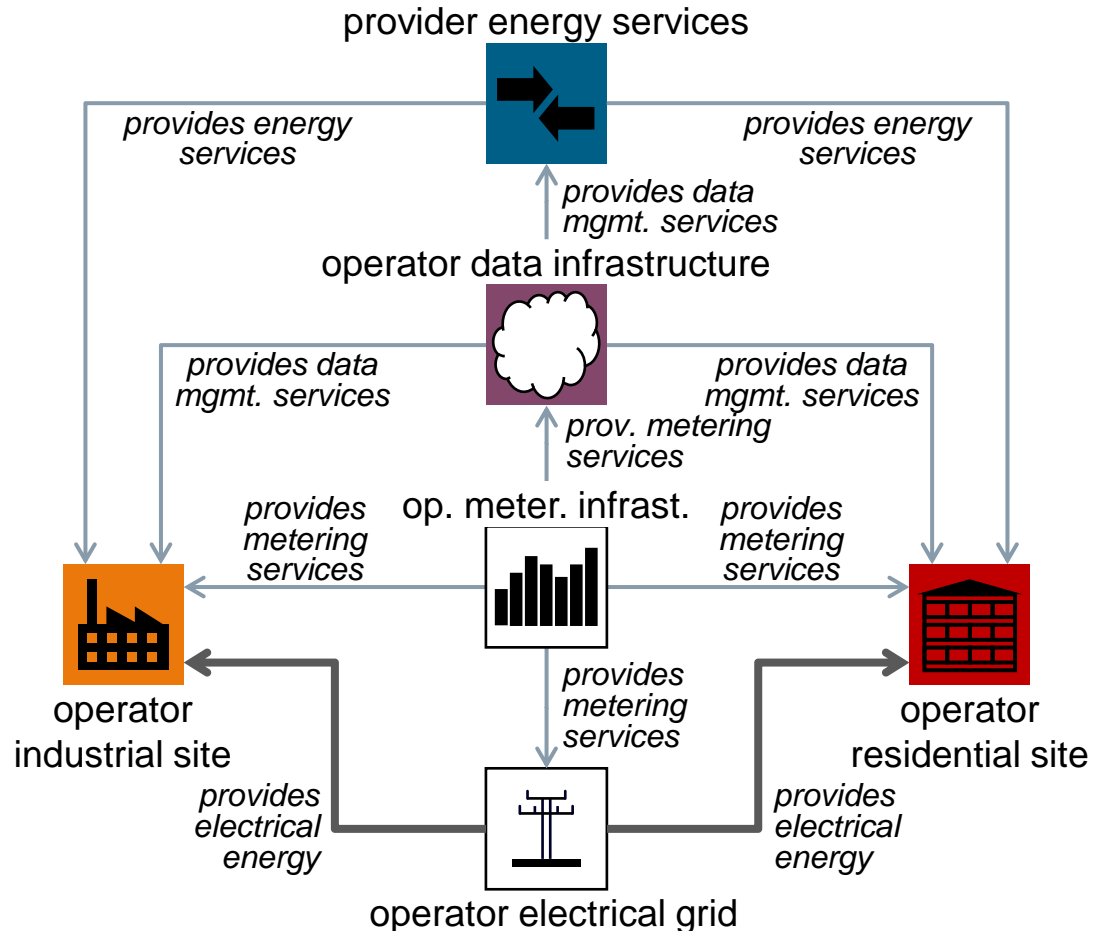 provider energy services
provides energy
services
provides energy
services
provides data
mgmt. services
operator data infrastructure
provides data
mgmt. services
provides data
mgmt. services
prov. metering
services
op. meter. infrast.
provides
metering
services
provides
metering
services
operator
industrial site
provides
metering
services
operator
residential site
provides
electrical
energy
provides
electrical
energy
operator electrical grid